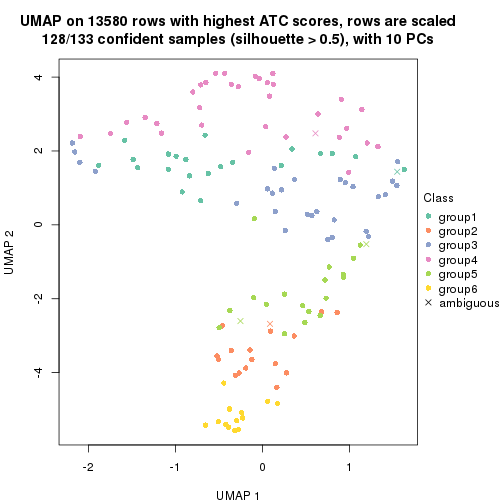 UMAP on 13580 rows with highest ATC scores, rows are scaled
128/133 confident samples (silhouette > 0.5), with 10 PCs
4
2
0
-2
-4
UMAP 2
-2
-1
0
1
UMAP 1
Class
group1
group2
group3
group4
group5
group6
ambiguous